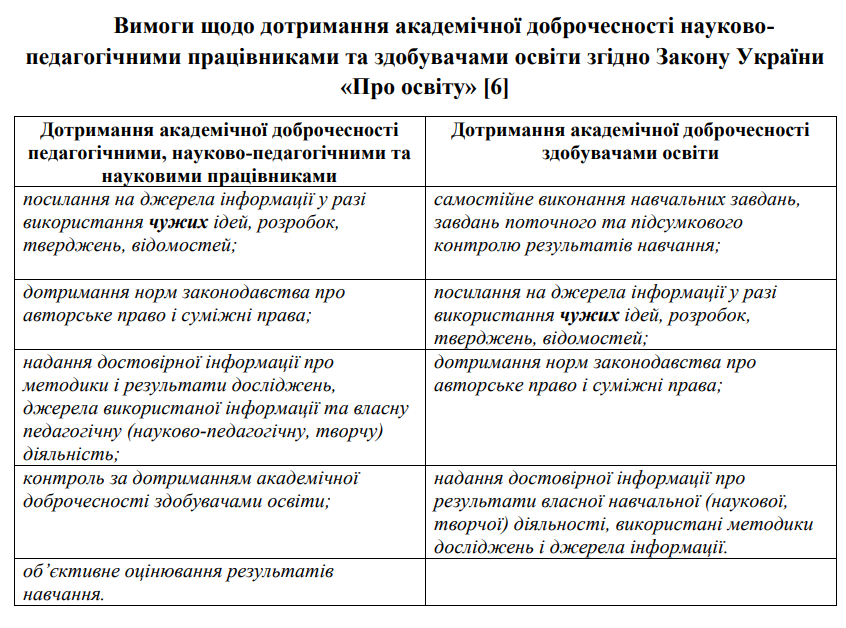 Вимоги щодо дотримання академічної доброчесності науково-
педагогічними працівниками та здобувачами освіти згідно Закону України
«Про освіту» [6]
Дотримання академічної доброчесності
педагогічними, науково-педагогічними та
науковими працівниками
Дотримання академічної доброчесності
здобувачами освіти
посилання на джерела інформації у разі
використання чужих ідей, розробок,
тверджень, відомостей;
самостійне виконання навчальних завдань,
завдань поточного та підсумкового
контролю результатів навчання;
дотримання норм законодавства про
авторське право і суміжні права;
посилання на джерела інформації у разі
використання чужих ідей, розробок,
тверджень, відомостей;
надання достовірної інформації про
методики і результати досліджень,
джерела використаної інформації та власну
педагогічну (науково-педагогічну, творчу)
діяльність;
дотримання норм законодавства про
авторське право і суміжні права;
контроль за дотриманням академічної
доброчесності здобувачами освіти;
надання достовірної інформації про
результати власної навчальної (наукової,
творчої) діяльності, використані методики
досліджень і джерела інформації.
об’єктивне оцінювання результатів
навчання.